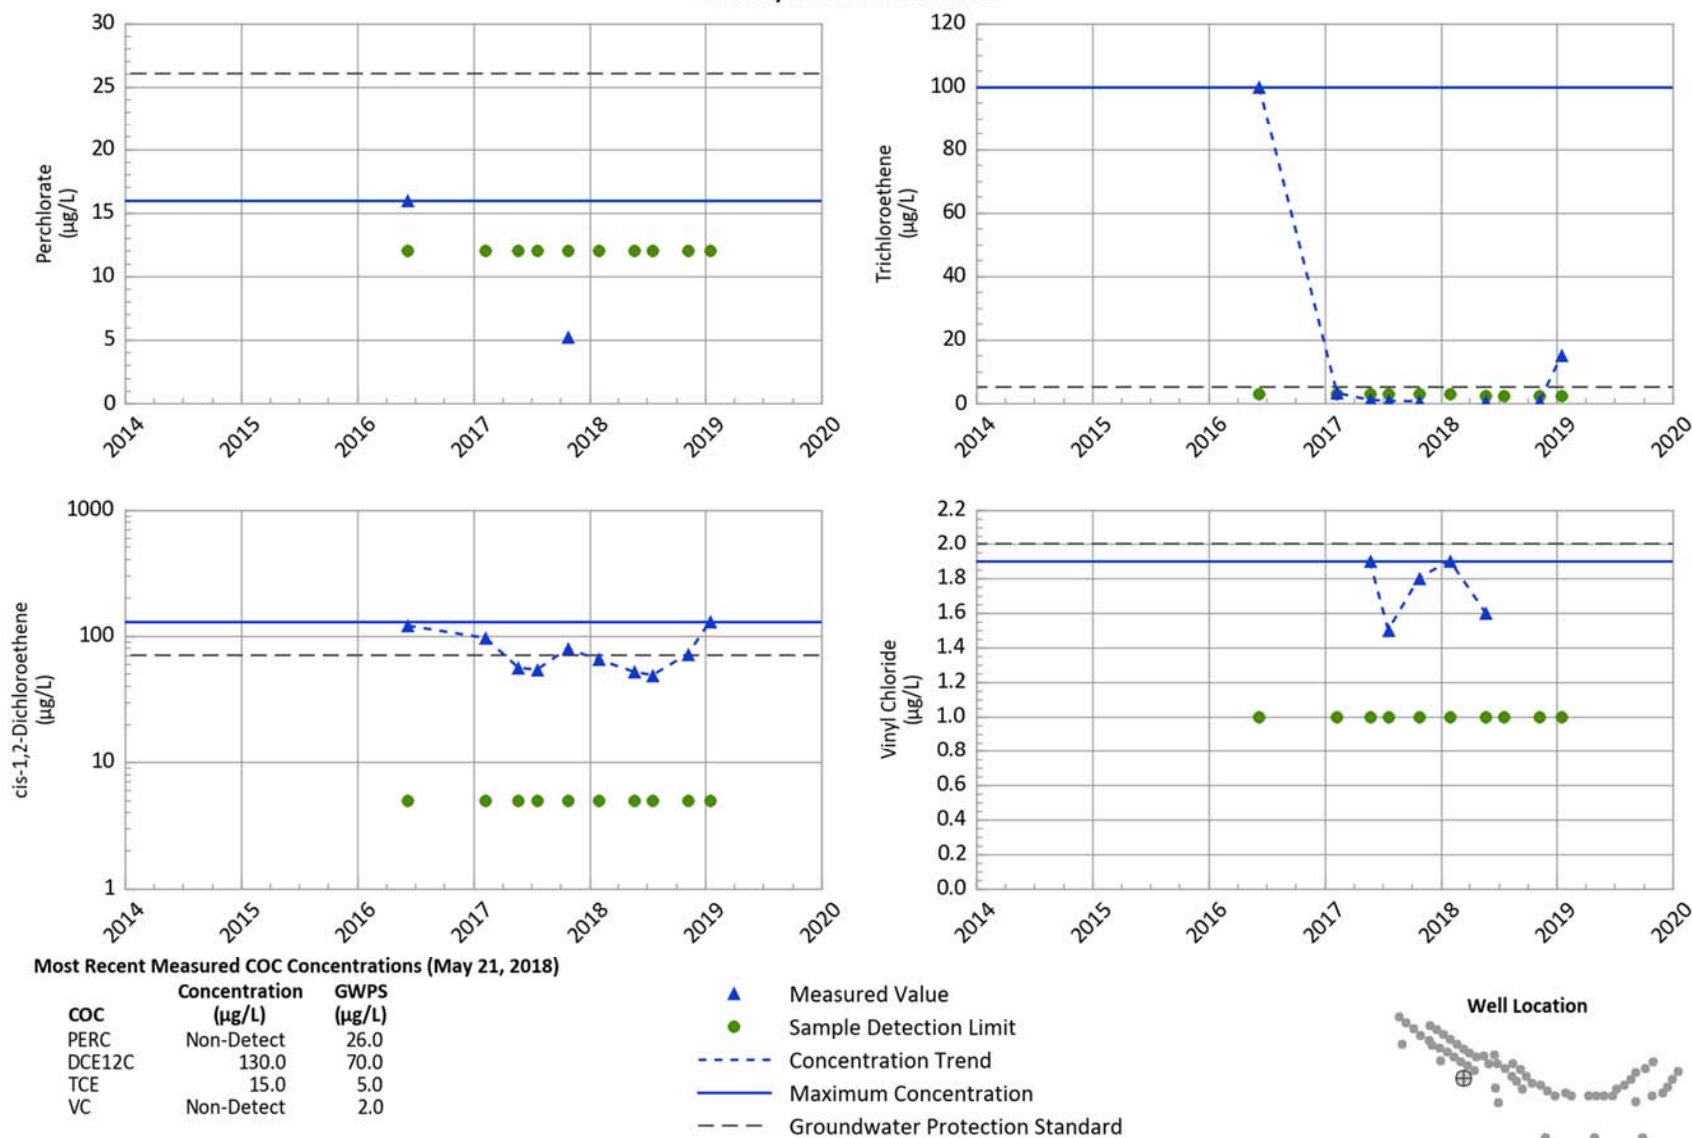 30
25
20
15
10
5
0
Perchlorate
(µg/L)
2014 2015 2016 2017 2018 2019 2020
120
100
80
60
40
20
0
Trichloroethene
(µg/L)
2014 2015 2016 2017 2018 2019 2020
1000
100
10
1
cis-1,2-Dichloroethene
(µg/L)
2014 2015 2016 2017 2018 2019 2020
2.2
2.0
1.8
1.6
1.4
1.2
1.0
0.8
0.6
0.4
0.2
0.0
Vinyl Chloride
(µg/L)
2014 2015 2016 2017 2018 2019 2020
Most Recent Measured COC Concentrations (May 21, 2018)
Concentration GWPS
COC (µg/L) (µg/L)
PERC Non-Detect 26.0
DCE12C 130.0 70.0
TCE 15.0 5.0
VC Non-Detect 2.0
Measured Value
Sample Detection Limit
Concentration Trend
Maximum Concentration
Groundwater Protection Standard
Well Location